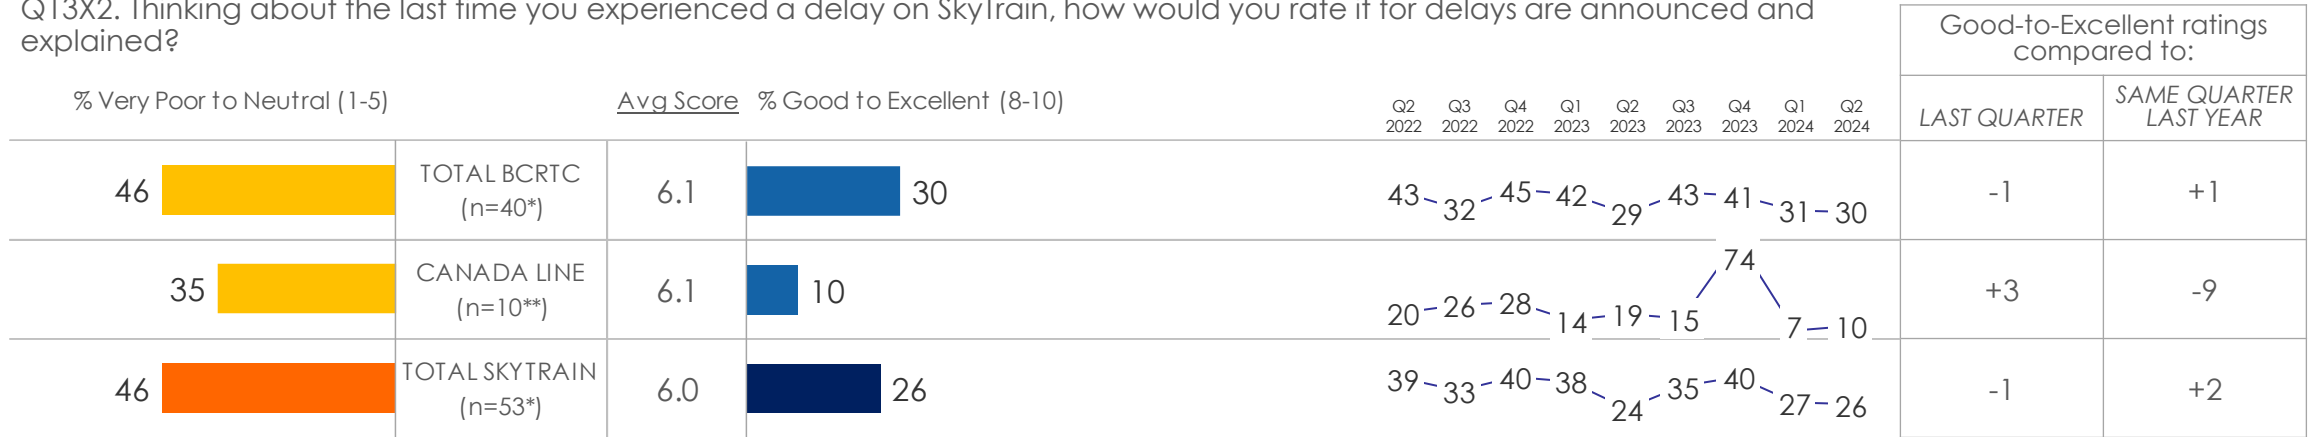 Q13X2. Thinking about the last time you experienced a delay on SkyTrain, how would you rate it for delays are announced and
explained?
Good-to-Excellent ratings
compared to:
% Very Poor to Neutral (1-5)
Avg Score
% Good to Excellent (8-10)
Q2 2022
Q3 2022
Q4 2022
Q1 2023
Q2 2023
Q3 2023
Q4 2023
Q1 2024
Q2 2024
LAST QUARTER
SAME QUARTER
LAST YEAR
46
TOTAL BCRTC
(n=40*)
6.1
30
43 32 45 42 29 43 41 31 30
-1
+1
35
CANADA LINE
(n=10**)
6.1
10
20 26 28 14 19 15 74 7 10
+3
-9
46
TOTAL SKYTRAIN
(n=53*)
6.0
26
39 33 40 38 24 35 40 27 26
-1
+2